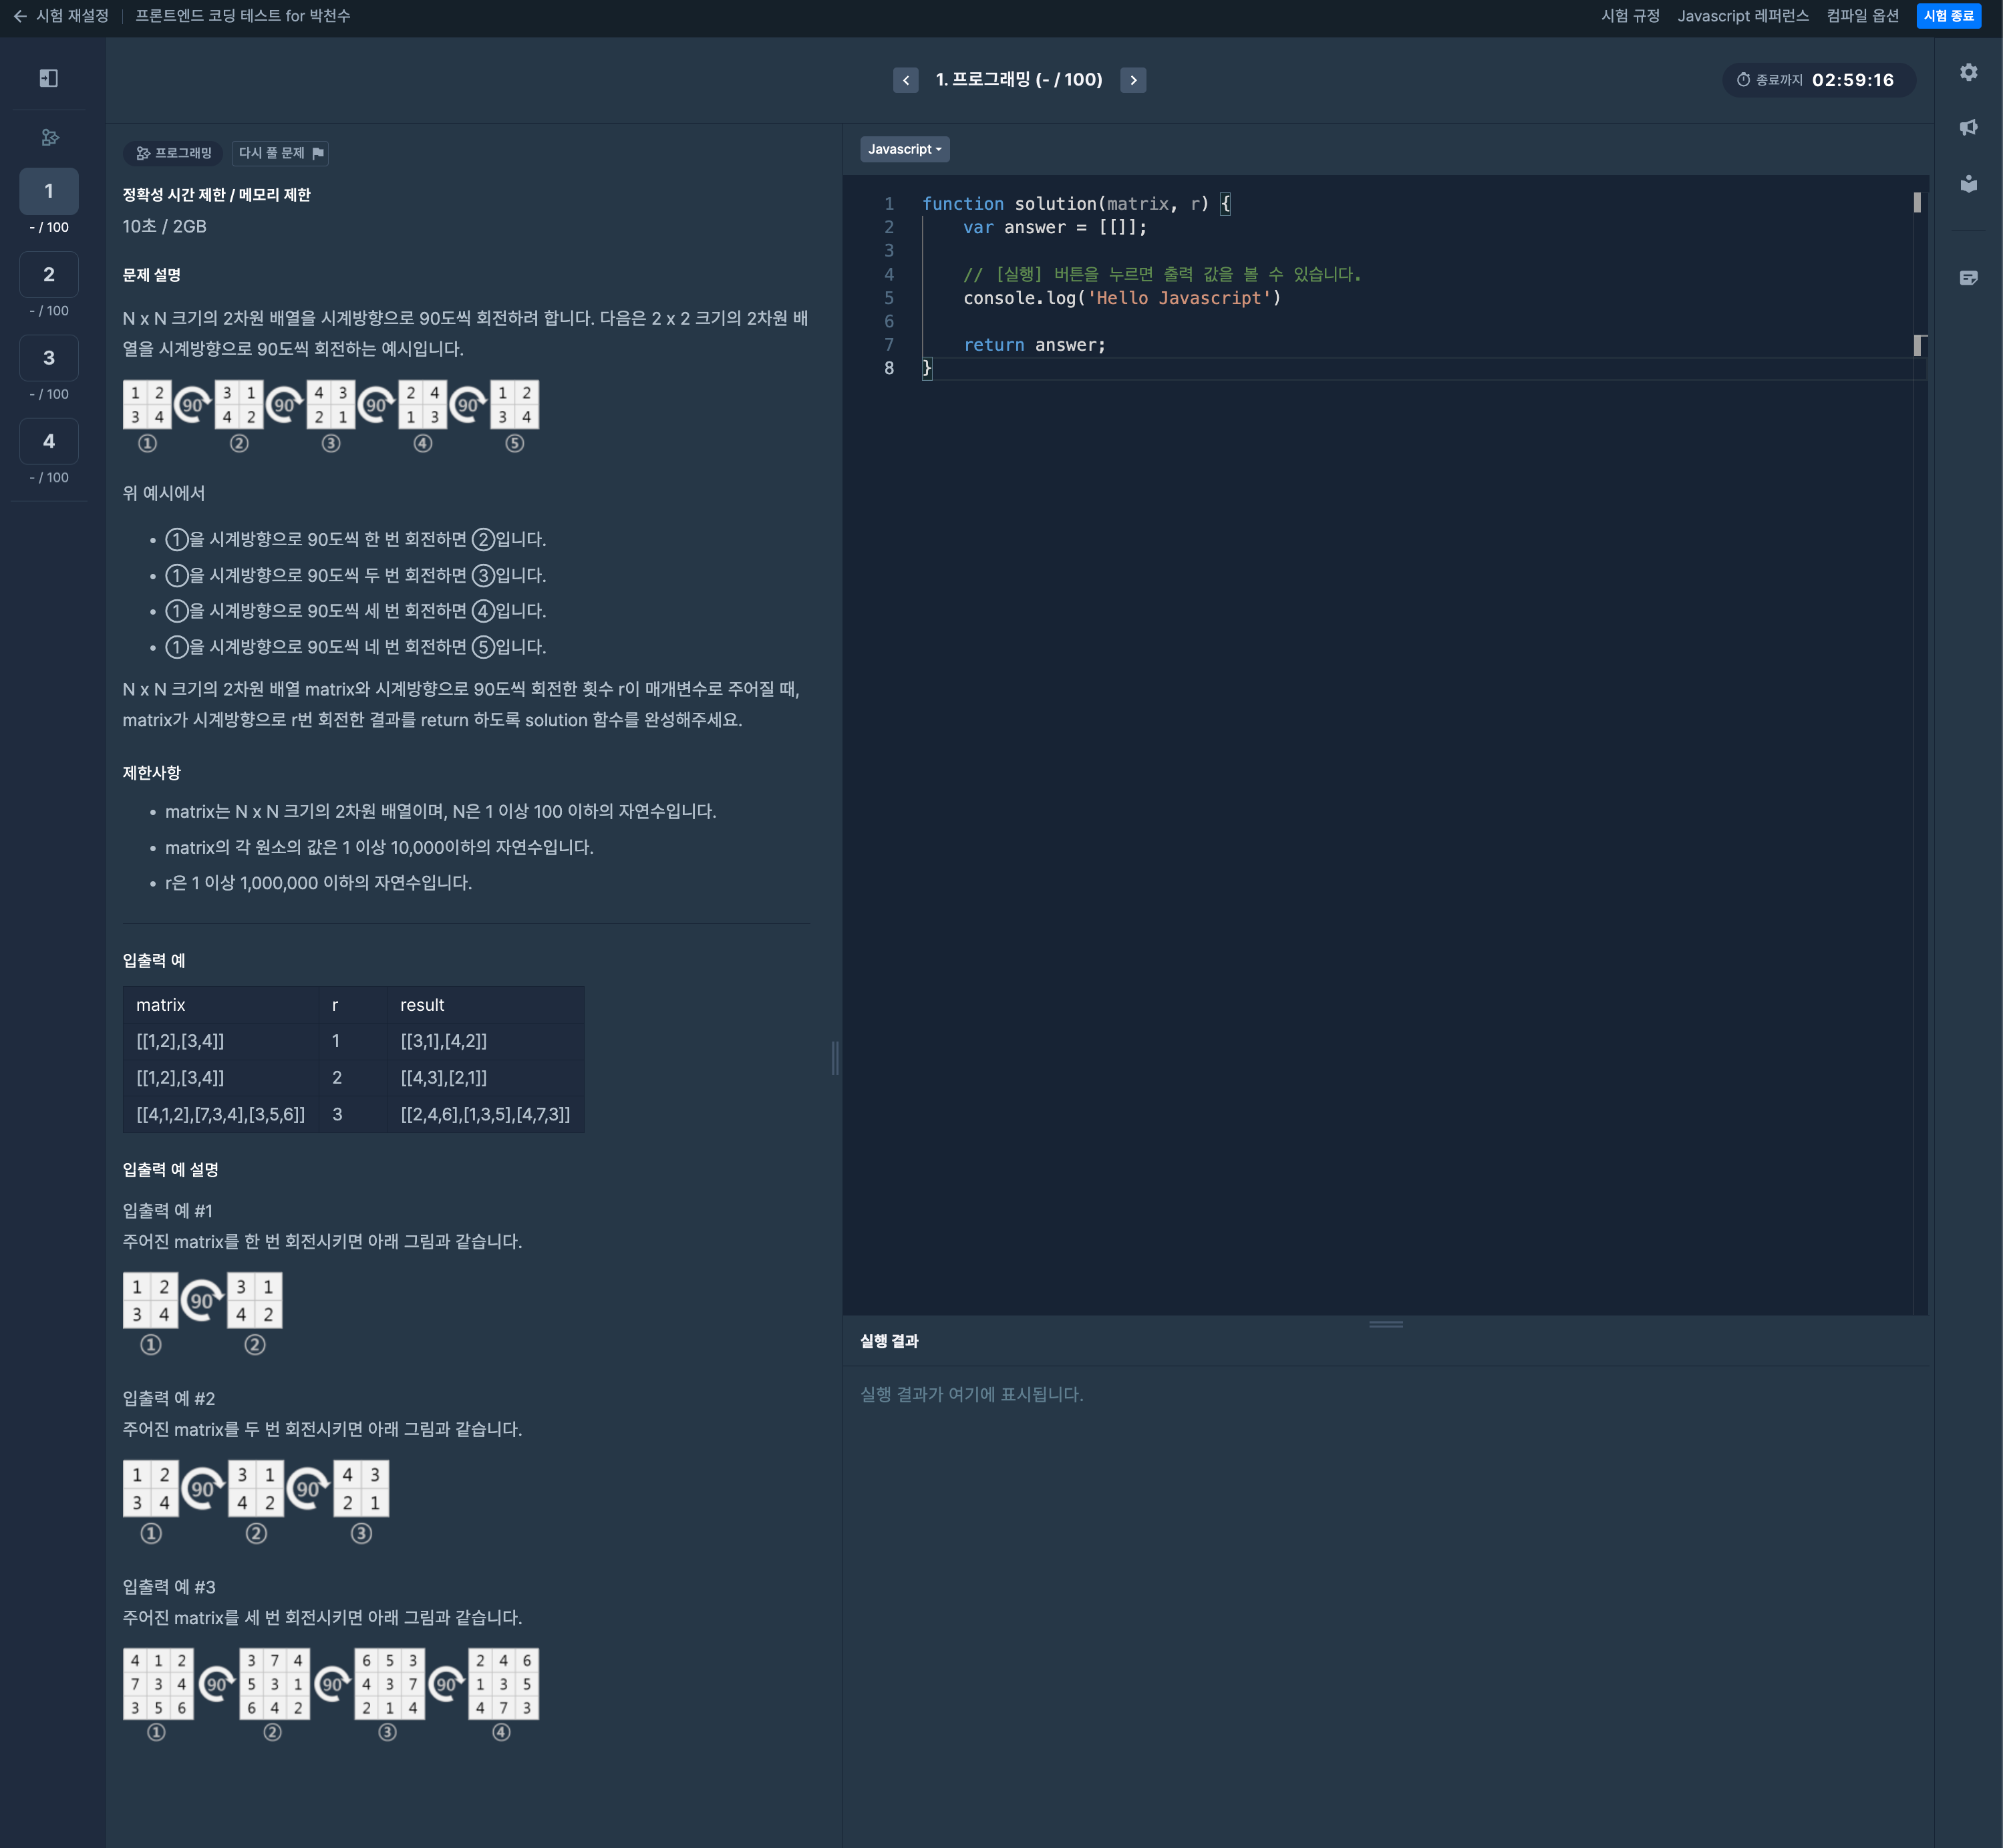 시험 재설정
프론트엔드 코딩 테스트 for 박천수
시험 규정
Javascript 레퍼런스
컴파일 옵션
시험 종료
1. 프로그래밍 (- / 100)
종료까지 02:59:16
1
- / 100
2
- / 100
3
- / 100
4
- / 100
프로그래밍
다시 풀 문제
정확성 시간 제한 / 메모리 제한
10초 / 2GB
문제 설명
N x N 크기의 2차원 배열을 시계방향으로 90도씩 회전하려 합니다. 다음은 2 x 2 크기의 2차원 배
열을 시계방향으로 90도씩 회전하는 예시입니다.
1 2 3 1 4 3 2 4 1 2
90 90 90 90
3 4 4 2 2 1 1 3 3 4
① ② ③ ④ ⑤
위 예시에서
• ①을 시계방향으로 90도씩 한 번 회전하면 ②입니다.
• ①을 시계방향으로 90도씩 두 번 회전하면 ③입니다.
• ①을 시계방향으로 90도씩 세 번 회전하면 ④입니다.
• ①을 시계방향으로 90도씩 네 번 회전하면 ⑤입니다.
N x N 크기의 2차원 배열 matrix와 시계방향으로 90도씩 회전한 횟수 r이 매개변수로 주어질 때,
matrix가 시계방향으로 r번 회전한 결과를 return 하도록 solution 함수를 완성해주세요.
제한사항
• matrix는 N x N 크기의 2차원 배열이며, N은 1 이상 100 이하의 자연수입니다.
• matrix의 각 원소의 값은 1 이상 10,000이하의 자연수입니다.
• r은 1 이상 1,000,000 이하의 자연수입니다.
입출력 예
matrix r result
[[1,2],[3,4]] 1 [[3,1],[4,2]]
[[1,2],[3,4]] 2 [[4,3],[2,1]]
[[4,1,2],[7,3,4],[3,5,6]] 3 [[2,4,6],[1,3,5],[4,7,3]]
입출력 예 설명
입출력 예 #1
주어진 matrix를 한 번 회전시키면 아래 그림과 같습니다.
1 2 3 1
90
3 4 4 2
① ②
입출력 예 #2
주어진 matrix를 두 번 회전시키면 아래 그림과 같습니다.
1 2 3 1 4 3
90 90
3 4 4 2 2 1
① ② ③
입출력 예 #3
주어진 matrix를 세 번 회전시키면 아래 그림과 같습니다.
4 1 2 3 7 4 6 5 3 2 4 6
7 3 4 90 5 3 1 90 4 3 7 90 1 3 5
3 5 6 6 4 2 2 1 4 4 7 3
① ② ③ ④
Javascript
1 function solution(matrix, r) {
2 var answer = [[]];
3
4 // [실행] 버튼을 누르면 출력 값을 볼 수 있습니다.
5 console.log('Hello Javascript')
6
7 return answer;
8 }
실행 결과
실행 결과가 여기에 표시됩니다.